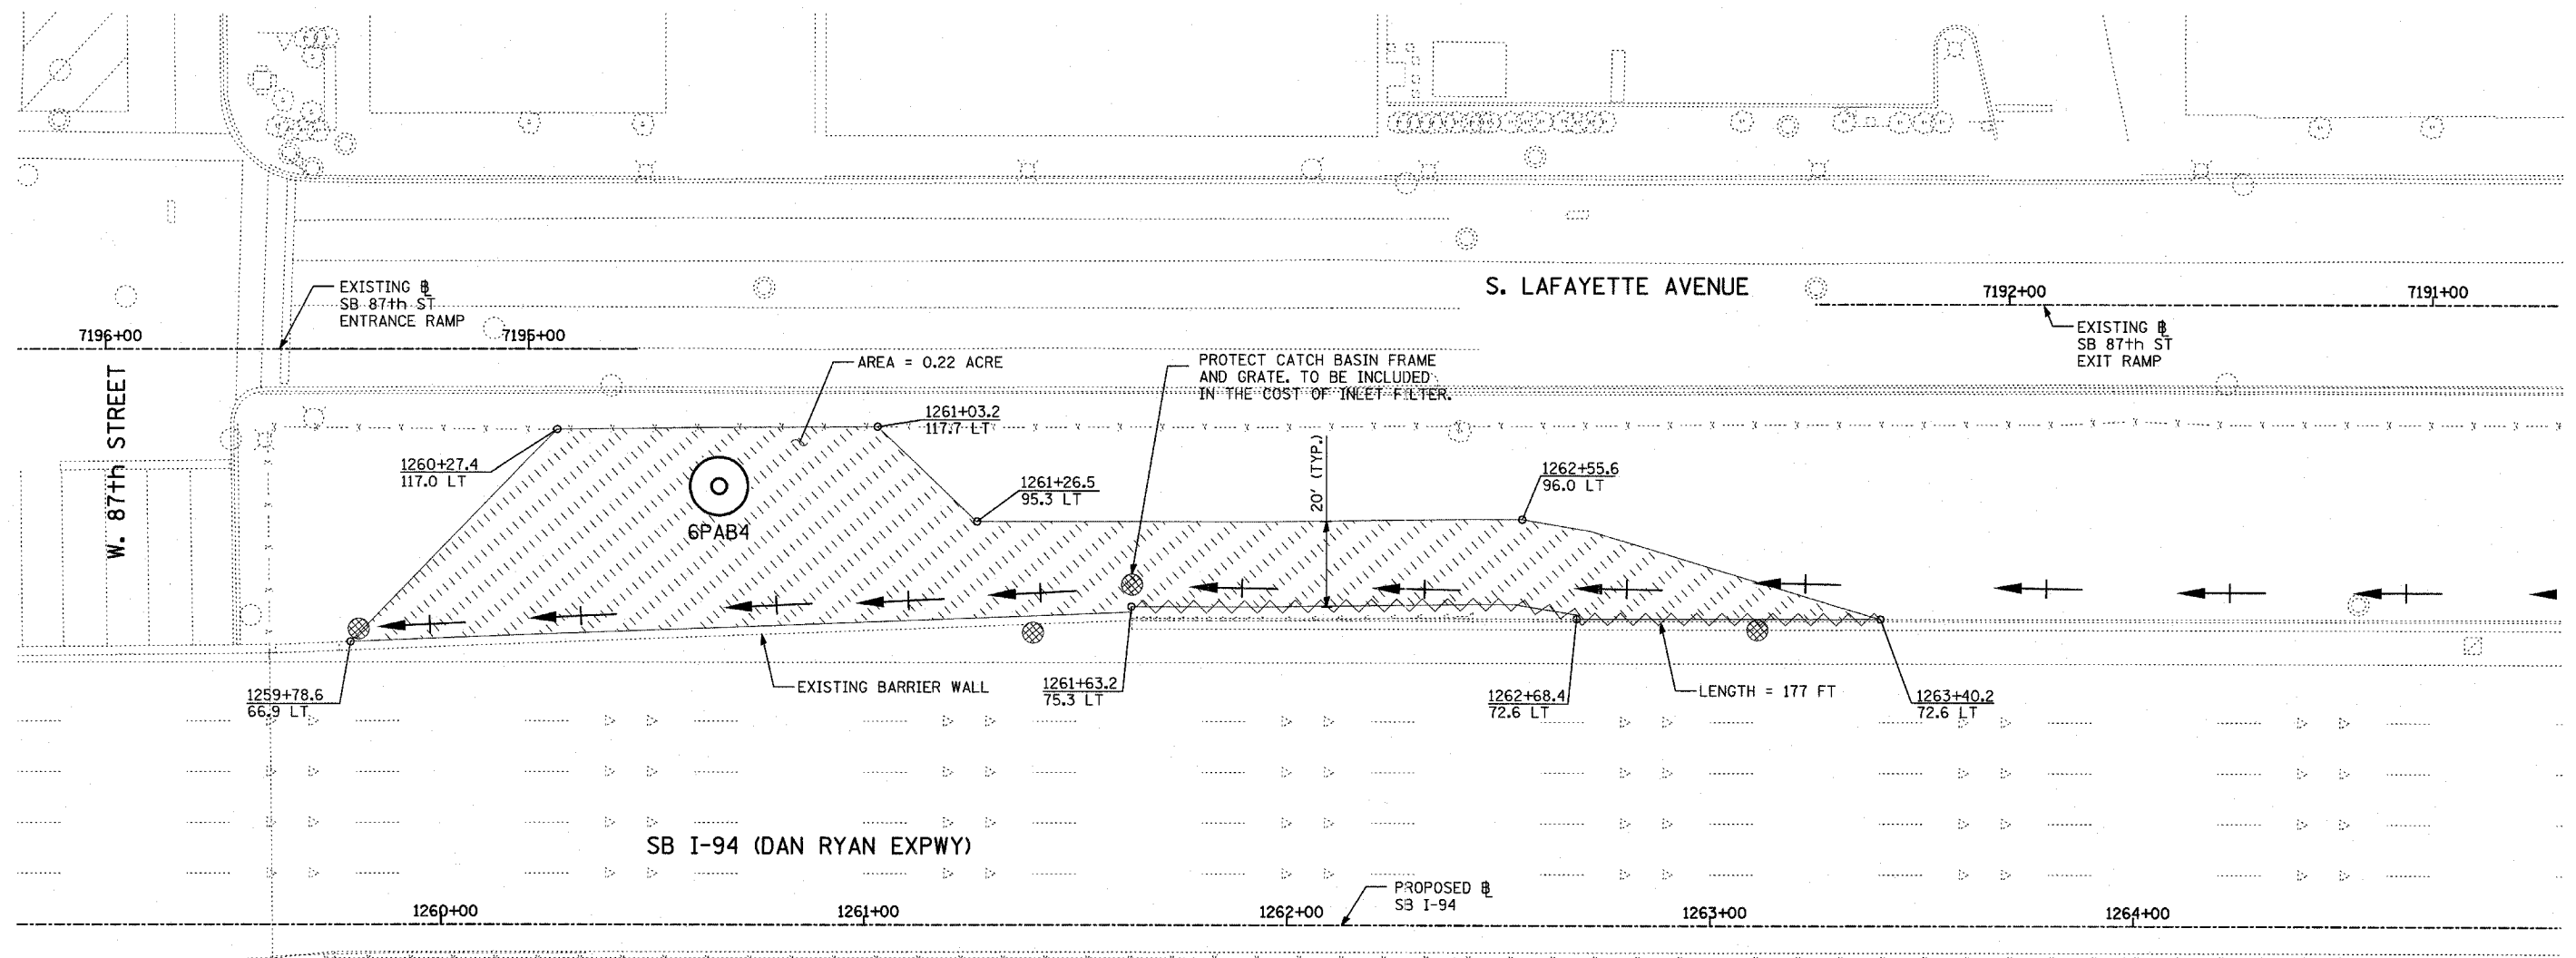 EXISTING B
SB 87th ST
ENTRANCE RAMP
S. LAFAYETTE AVENUE
7192+00
7191+00
7196+00
7195+00
EXISTING B
SB 87th ST
EXIT RAMP
AREA = 0.22 ACRE
PROTECT CATCH BASIN FRAME
AND GRATE. TO BE INCLUDED
IN THE COST OF INLET FILTER.
W. 87th STREET
1261+03.2
117.7 LT
1260+27.4
117.0 LT
1261+26.5
95.3 LT
20' (TYP.)
1262+55.6
96.0 LT
6PAB4
1259+78.6
66.9 LT
EXISTING BARRIER WALL
1261+63.2
75.3 LT
1262+68.4
72.6 LT
LENGTH = 177 FT
1263+40.2
72.6 LT
SB I-94 (DAN RYAN EXPWY)
PROPOSED B
SB I-94
1260+00
1261+00
1262+00
1263+00
1264+00